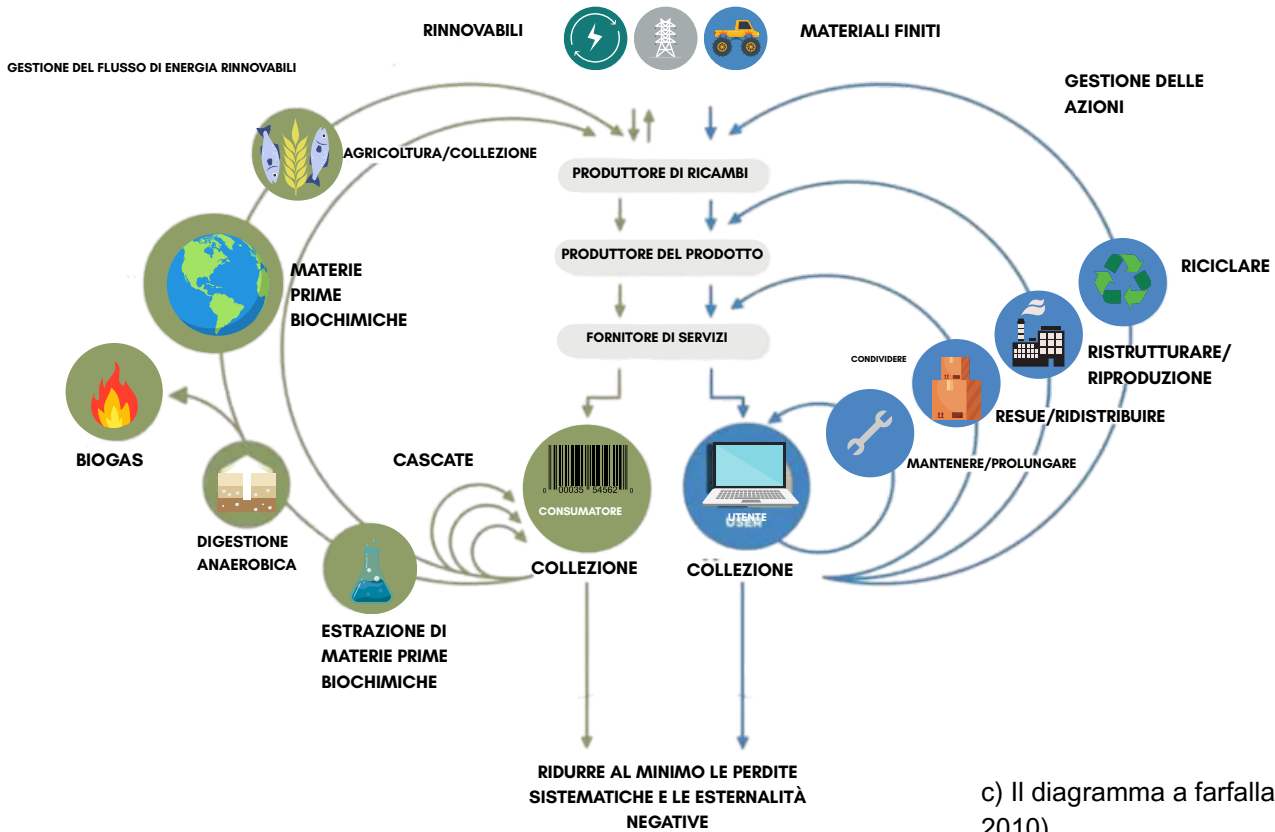 RINNOVABILI
MATERIALI FINITI
GESTIONE DEL FLUSSO DI ENERGIA RINNOVABILI
GESTIONE DELLE
AZIONI
AGRICOLTURA/COLLEZIONE
PRODUTTORE DI RICAMBI
PRODUTTORE DEL PRODOTTO
MATERIE
PRIME
BIOCHIMICHE
RICICLARE
FORNITORE DI SERVIZI
CONDIVIDERE
RISTRUTTURARE/
RIPRODUZIONE
RESUE/RIDISTRIBUIRE
BIOGAS
CASCATE
MANTENERE/PROLUNGARE
0 00035 54562 0
CONSUMATORE
UTENTE
USER
DIGESTIONE
ANAEROBICA
COLLEZIONE
COLLEZIONE
ESTRAZIONE DI
MATERIE PRIME
BIOCHIMICHE
RIDURRE AL MINIMO LE PERDITE
SISTEMATICHE E LE ESTERNALITÀ
NEGATIVE
c) Il diagramma a farfalla
2010)